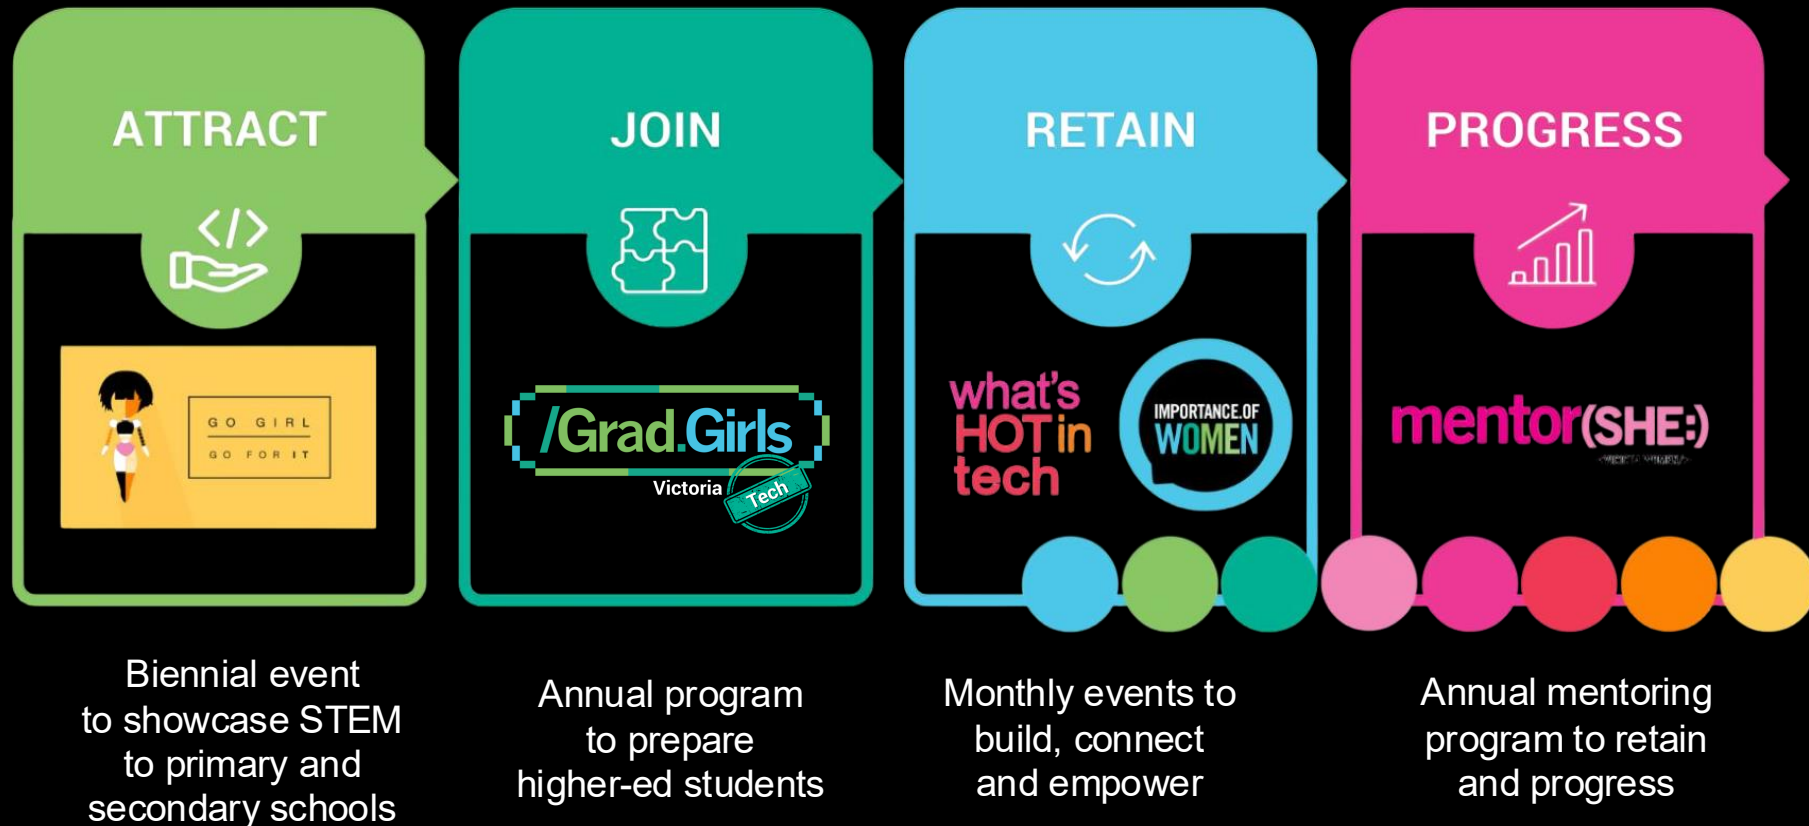 ATTRACT
JOIN
RETAIN
PROGRESS
</>
GO GIRL
GO FOR IT
/Grad.Girls
Victoria
Tech
what's
HOT in
tech
IMPORTANCE.OF
WOMEN
mentor(SHE:)
Biennial event
to showcase STEM
to primary and
secondary schools
Annual program
to prepare
higher-ed students
Monthly events to
build, connect
and empower
Annual mentoring
program to retain
and progress